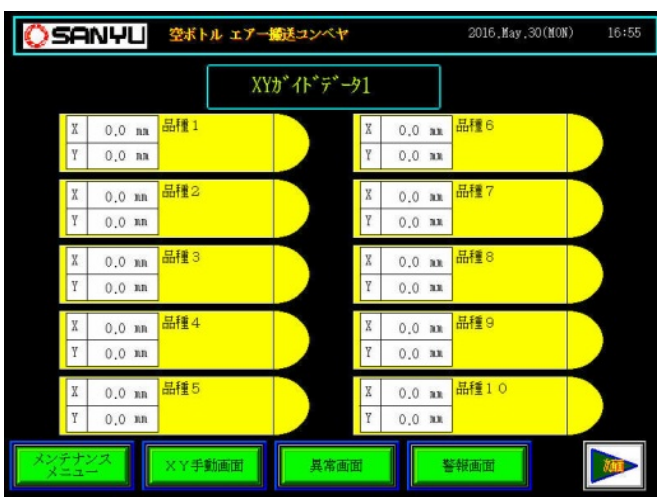 SANYU 空ボトル エアー搬送コンベヤ 2016.May.30(MON) 16:55
XYガイドデータ1
X 0.0 mm 品種1
Y 0.0 mm
X 0.0 mm 品種6
Y 0.0 mm
X 0.0 mm 品種2
Y 0.0 mm
X 0.0 mm 品種7
Y 0.0 mm
X 0.0 mm 品種3
Y 0.0 mm
X 0.0 mm 品種8
Y 0.0 mm
X 0.0 mm 品種4
Y 0.0 mm
X 0.0 mm 品種9
Y 0.0 mm
X 0.0 mm 品種5
Y 0.0 mm
X 0.0 mm 品種10
Y 0.0 mm
メンテナンス
メニュー
XY手動画面
異常画面
警報画面